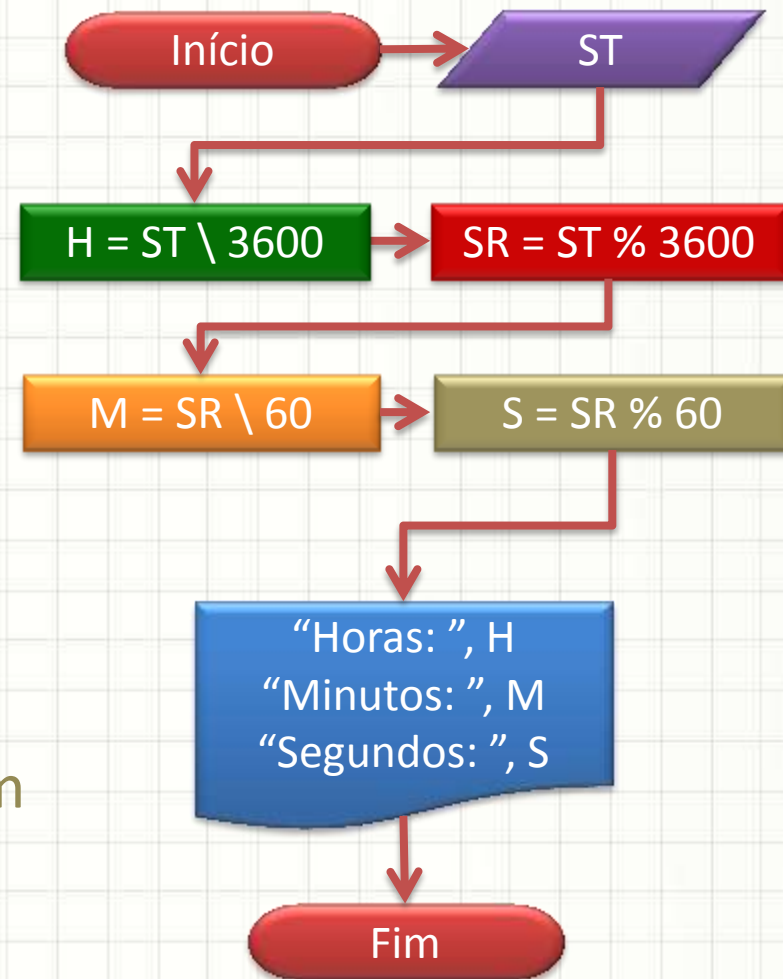 Início
ST
H = ST \ 3600
SR = ST % 3600
M = SR \ 60
S = SR % 60
“Horas: ”, H
“Minutos: ”, M
“Segundos: ”, S
Fim